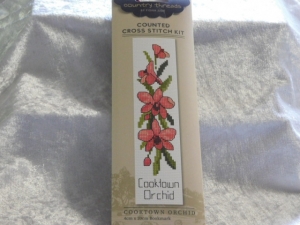 country threads
COUNTED
CROSS STITCH KIT
Cooktown
Orchid
COOKTOWN ORCHID